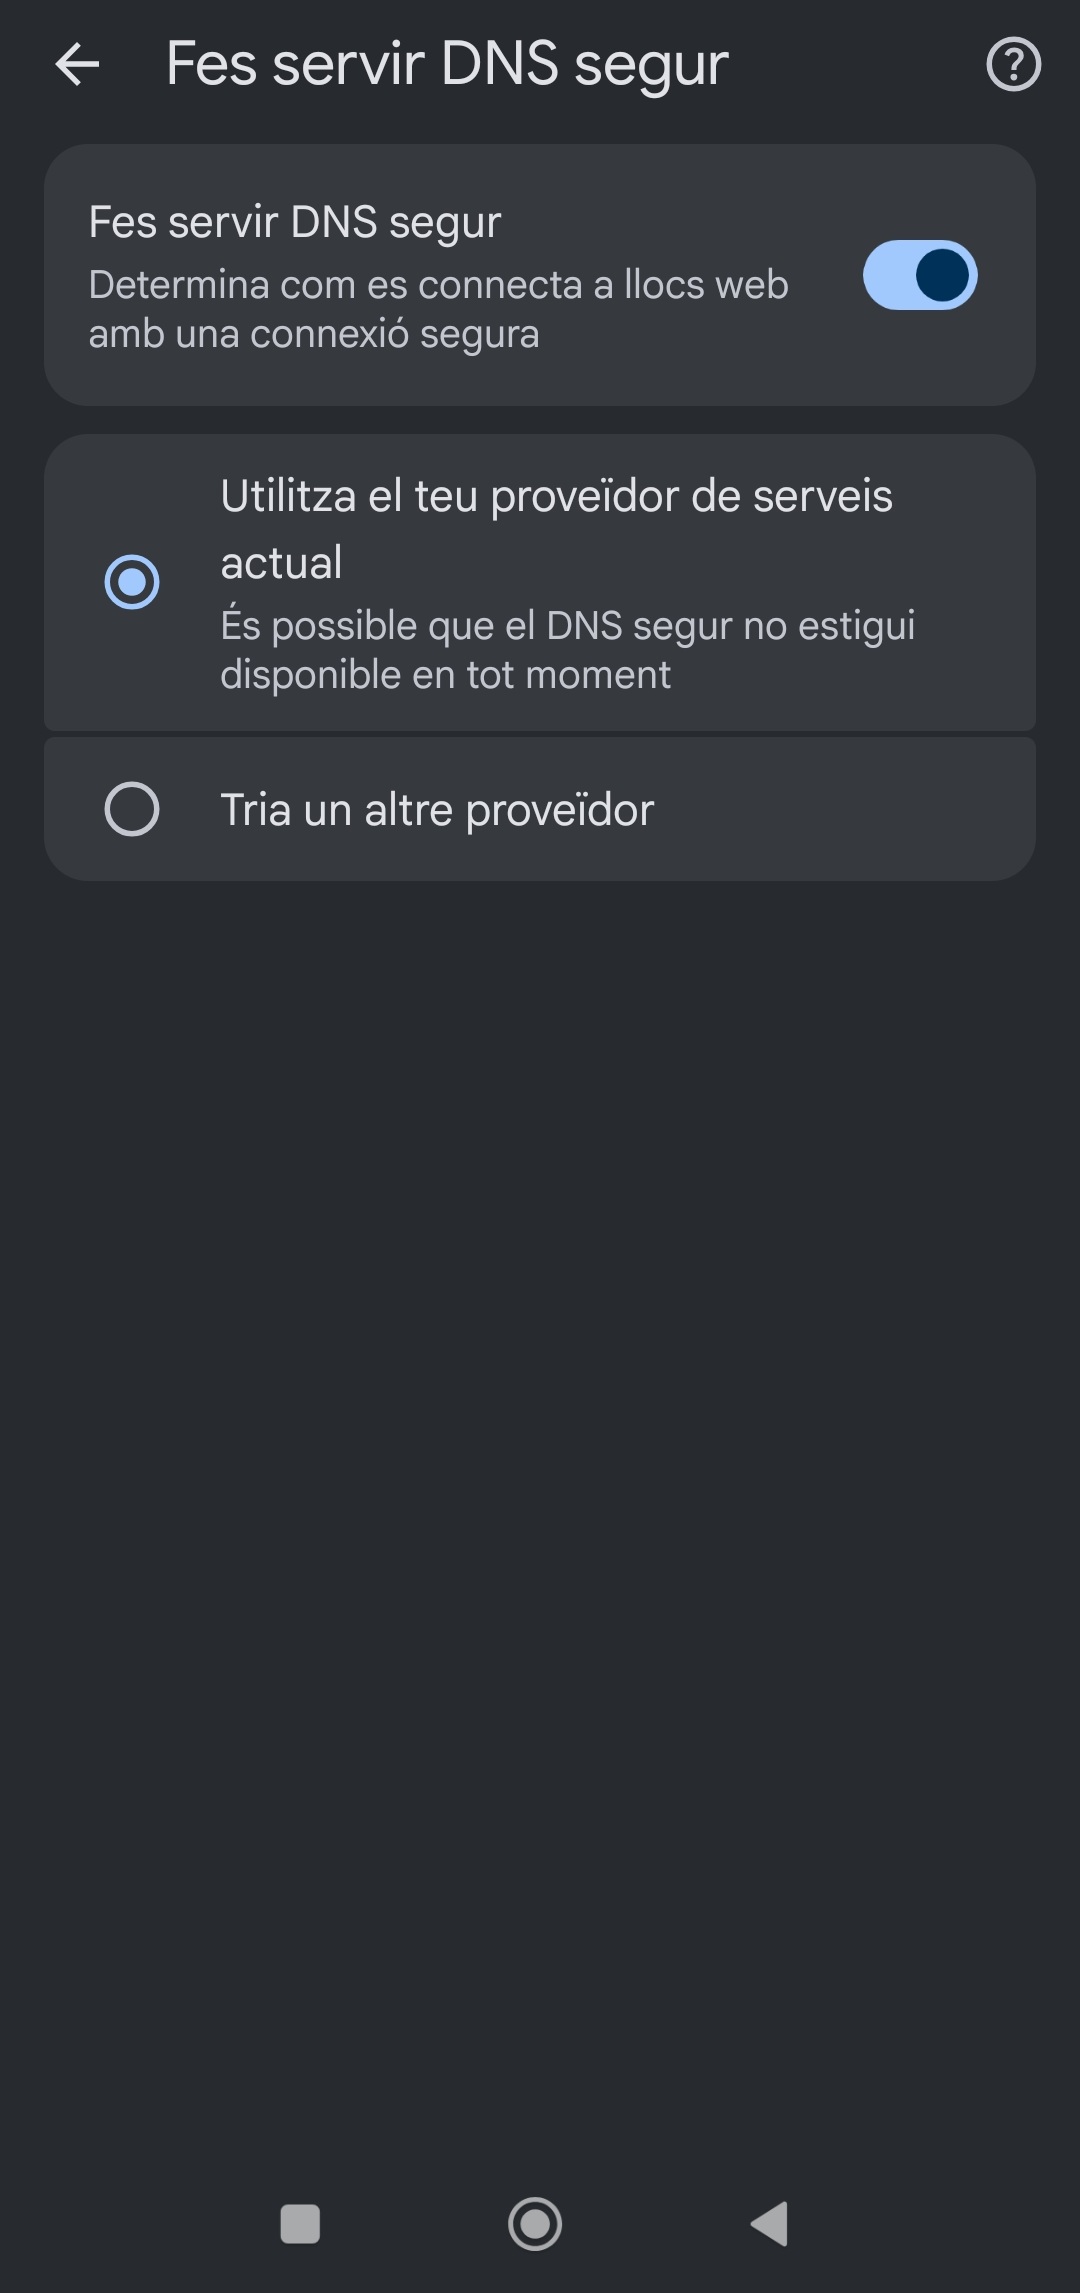 Fes servir DNS segur
Fes servir DNS segur
Determina com es connecta a llocs web
amb una connexió segura
Utilitza el teu proveïdor de serveis
actual
És possible que el DNS segur no estigui
disponible en tot moment
Tria un altre proveïdor